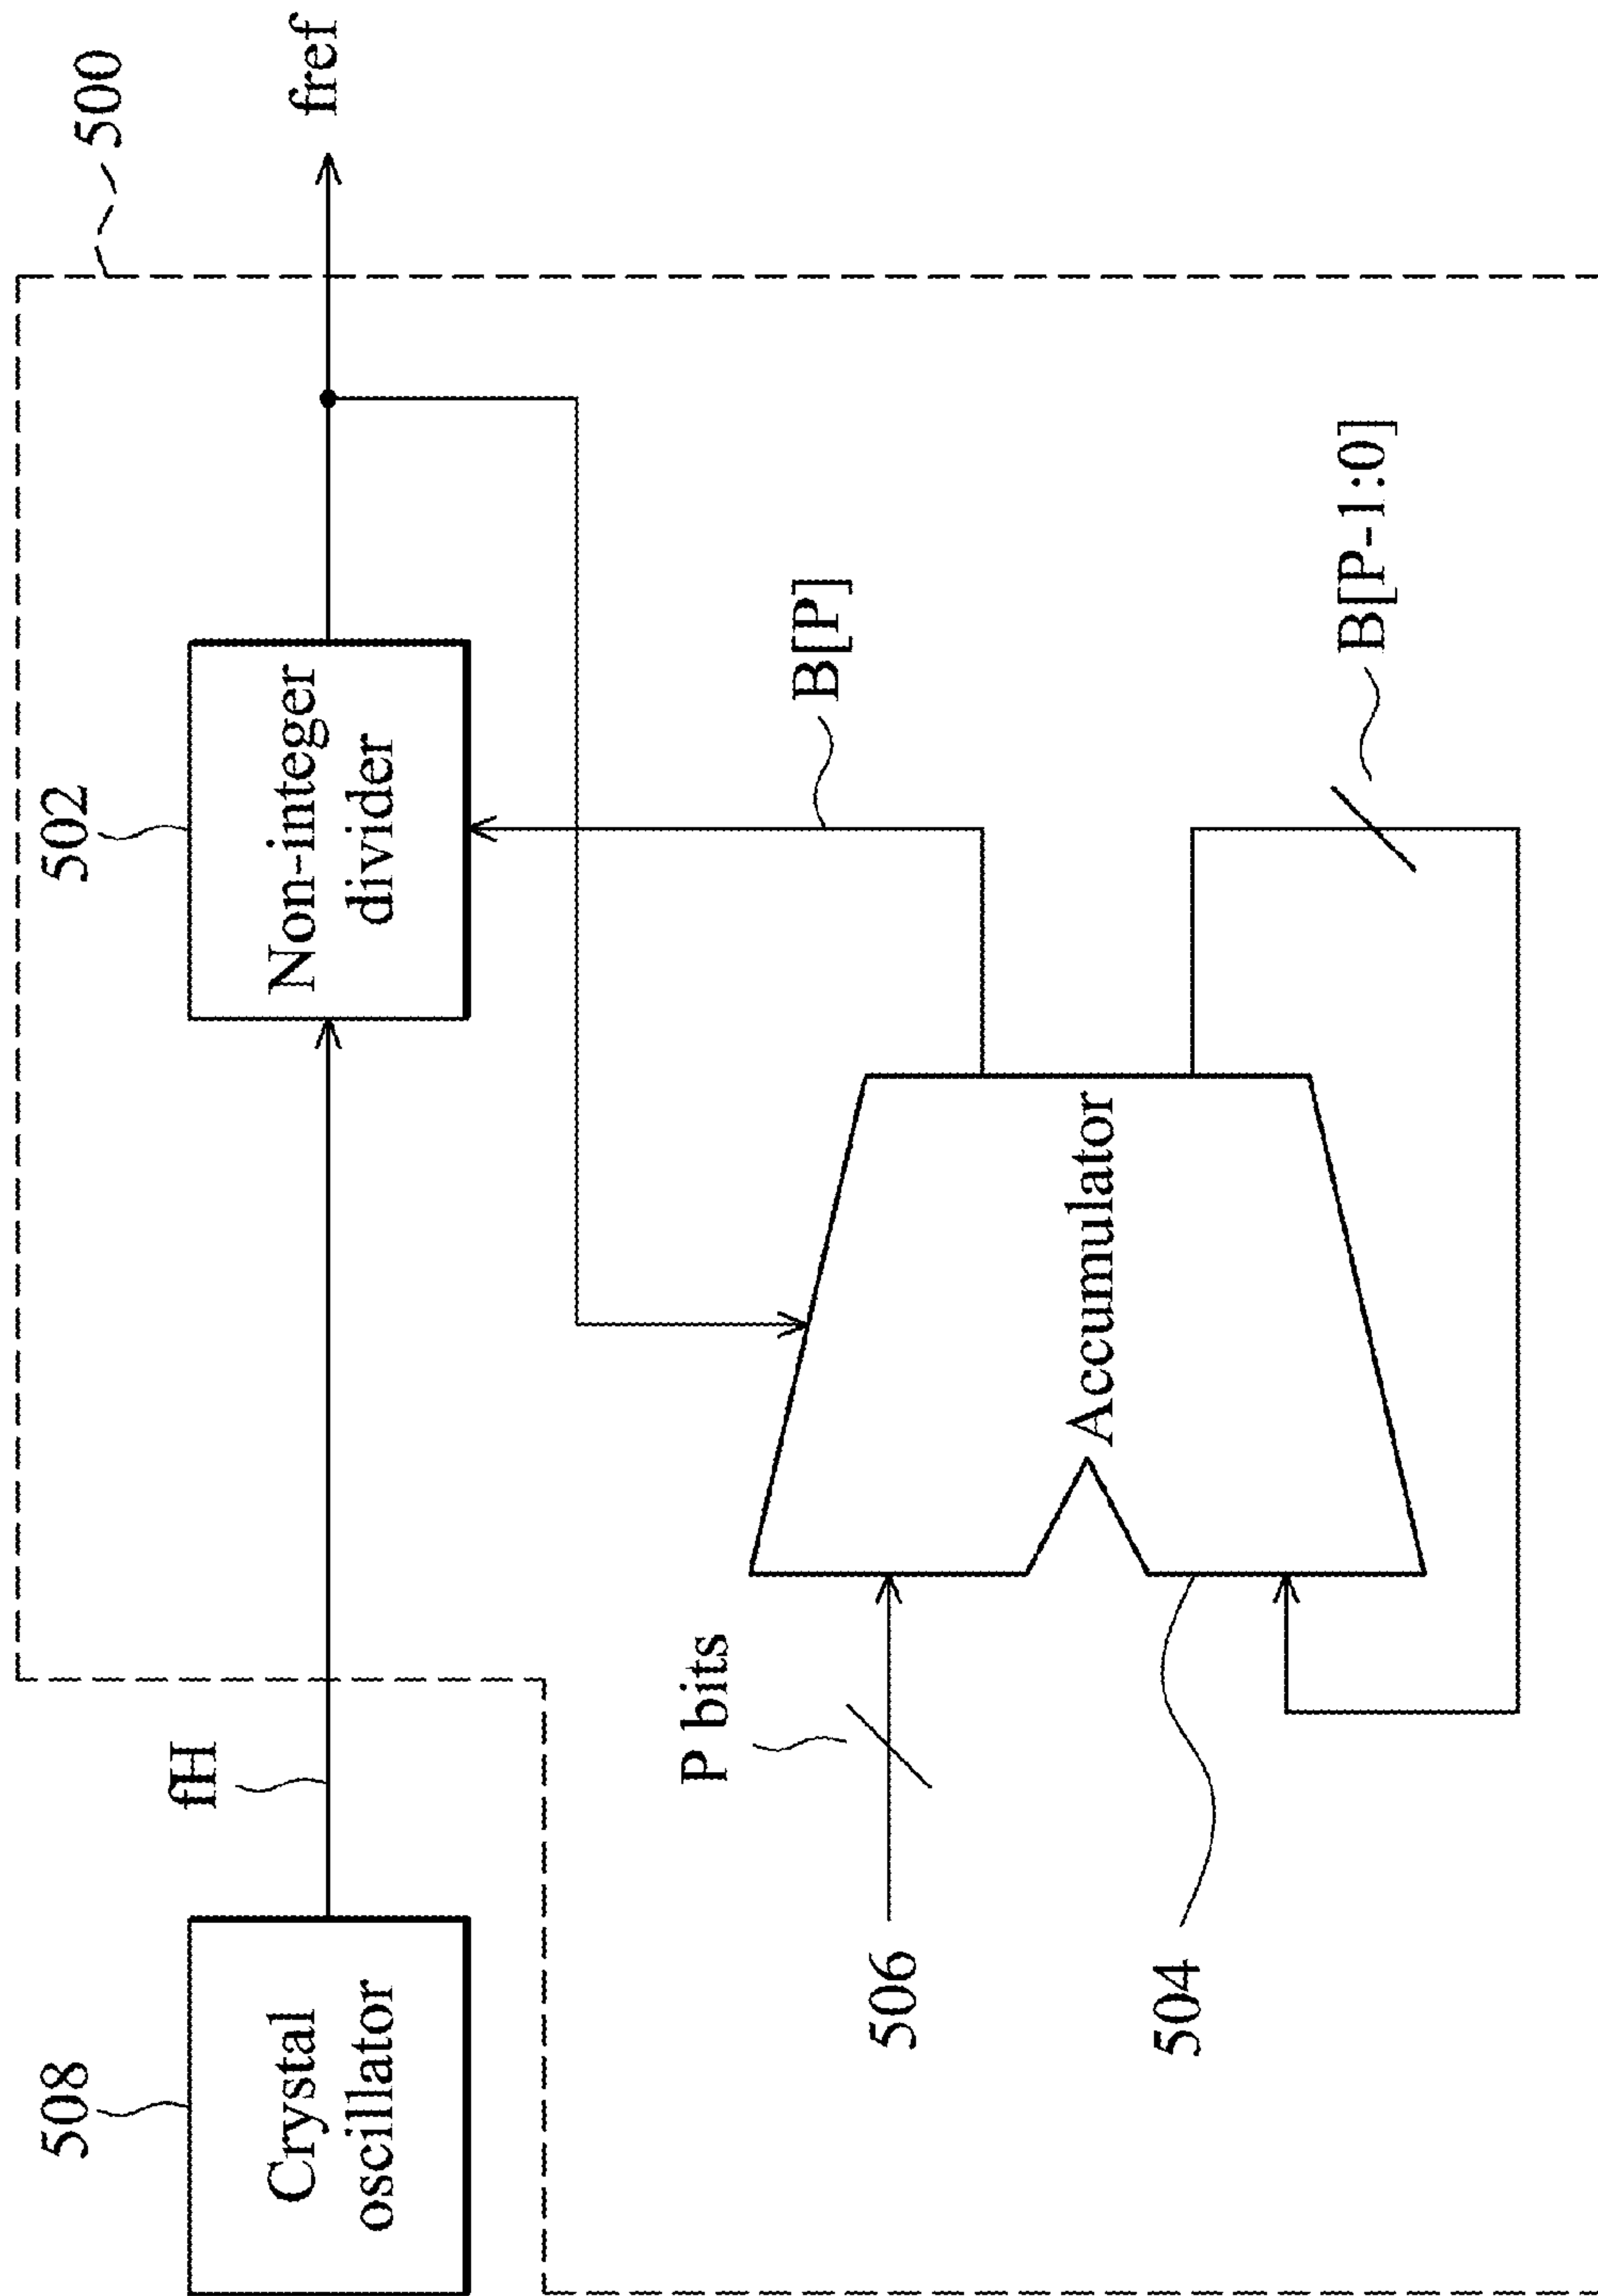 508
Crystal
oscillator
fH
502
Non-integer
divider
500
fref
P bits
506
504
Accumulator
B[P]
B[P-1:0]